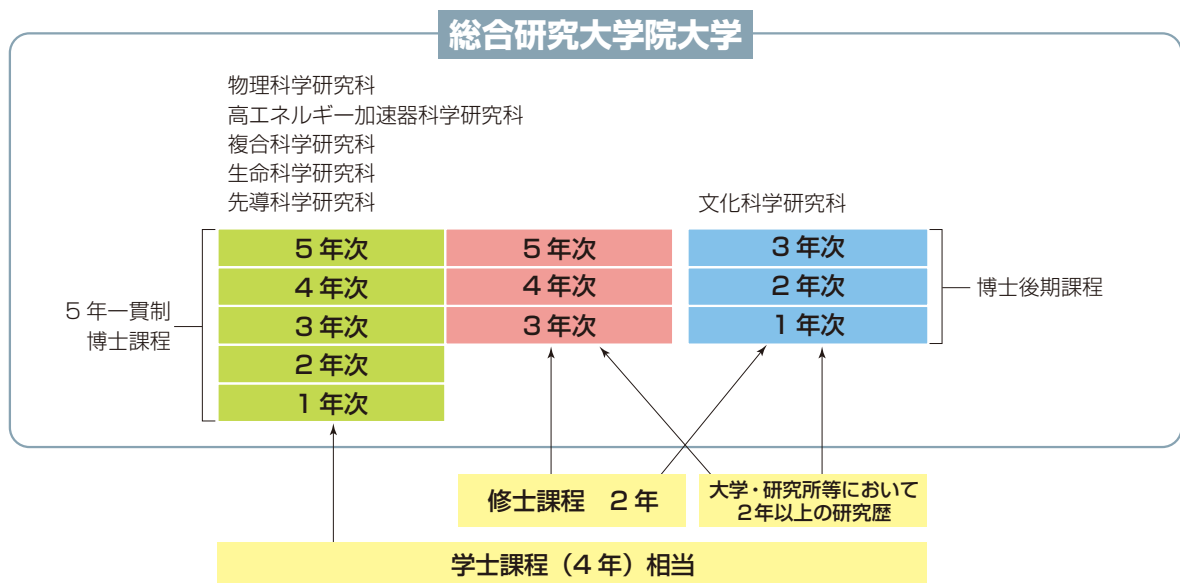 総合研究大学院大学
物理科学研究科
高エネルギー加速器科学研究科
複合科学研究科
生命科学研究科
先導科学研究科
文化科学研究科
5年一貫制
博士課程
5年次
4年次
3年次
2年次
1年次
5年次
4年次
3年次
3年次
2年次
1年次
博士後期課程
修士課程 2年
大学・研究所等において
2年以上の研究歴
学士課程(4年)相当